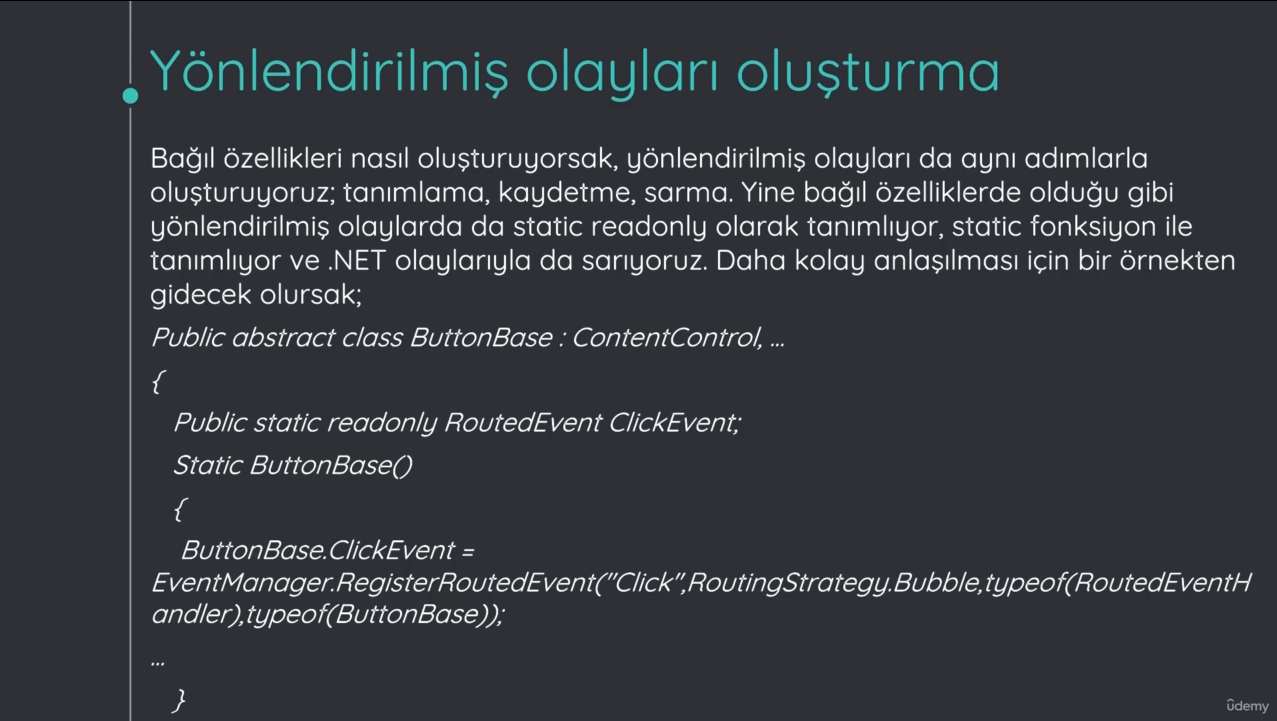 Yönlendirilmiş olayları oluşturma
Bağıl özellikleri nasıl oluşturuyorsak, yönlendirilmiş olayları da aynı adımlarla
oluşturuyoruz; tanımlama, kaydetme, sarma. Yine bağıl özelliklerde olduğu gibi
yönlendirilmiş olaylarda da static readonly olarak tanımlıyor, static fonksiyon ile
tanımlıyor ve .NET olaylarıyla da sarıyoruz. Daha kolay anlaşılması için bir örnekten
gidecek olursak;
Public abstract class ButtonBase : ContentControl, ...
{
Public static readonly RoutedEvent ClickEvent;
Static ButtonBase()
{
ButtonBase.ClickEvent =
EventManager.RegisterRoutedEvent("Click",RoutingStrategy.Bubble,typeof(RoutedEventH
andler),typeof(ButtonBase));
...
}
ûdemy